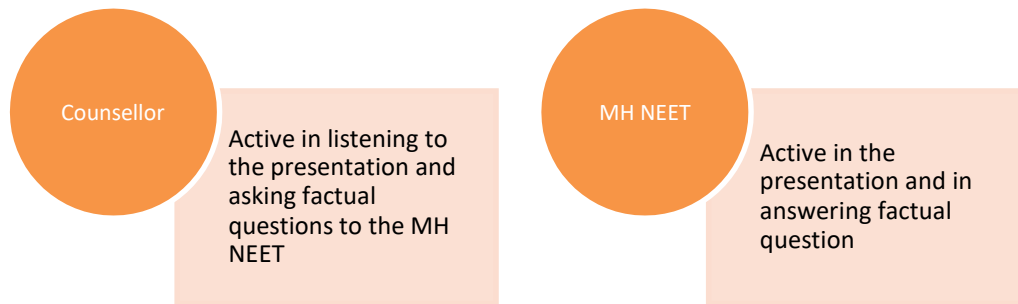 Counsellor
Active in listening to
the presentation and
asking factual
questions to the MH
NEET
MH NEET
Active in the
presentation and in
answering factual
question